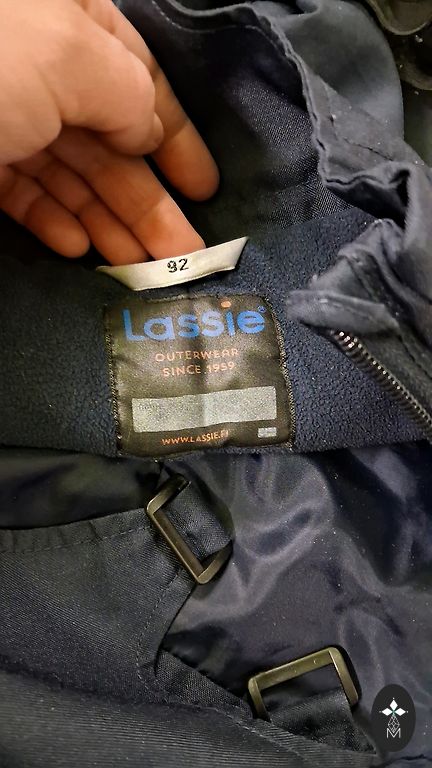 92
Lassie®
OUTERWEAR
SINCE 1959
WWW.LASSIE.FI
M